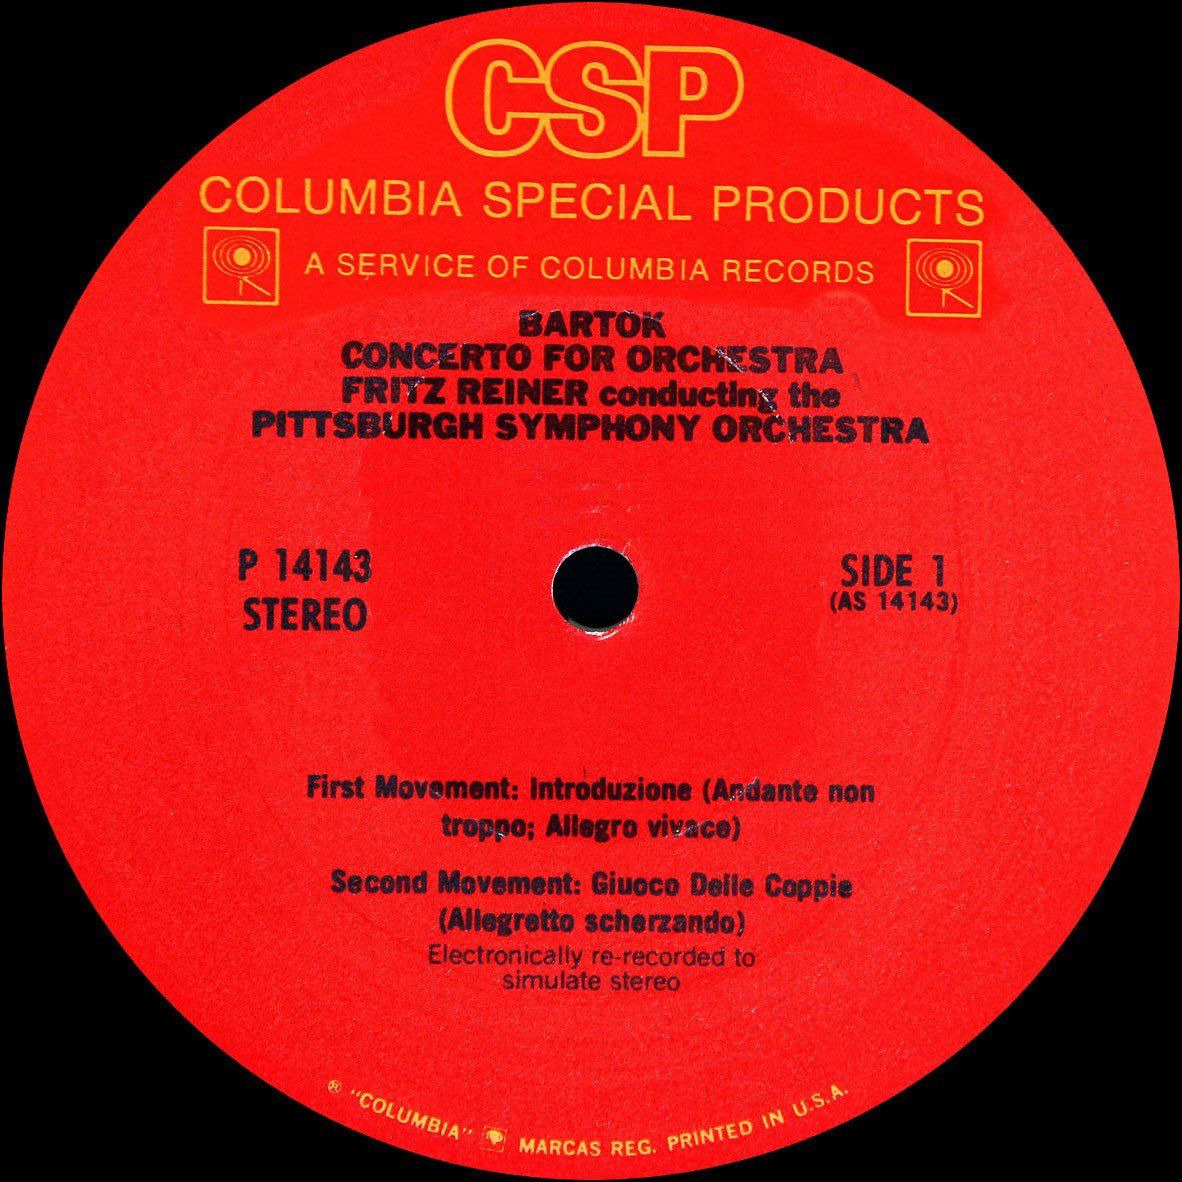 CSP
COLUMBIA SPECIAL PRODUCTS
A SERVICE OF COLUMBIA RECORDS
BARTOK
CONCERTO FOR ORCHESTRA
FRITZ REINER conducting the
PITTSBURGH SYMPHONY ORCHESTRA
P 14143
STEREO
SIDE 1
(AS 14143)
First Movement: Introduzione (Andante non
troppo; Allegro vivace)
Second Movement: Giuoco Delle Coppie
(Allegretto scherzando)
Electronically re-recorded to
simulate stereo
® "COLUMBIA" MARCAS REG. PRINTED IN U.S.A.